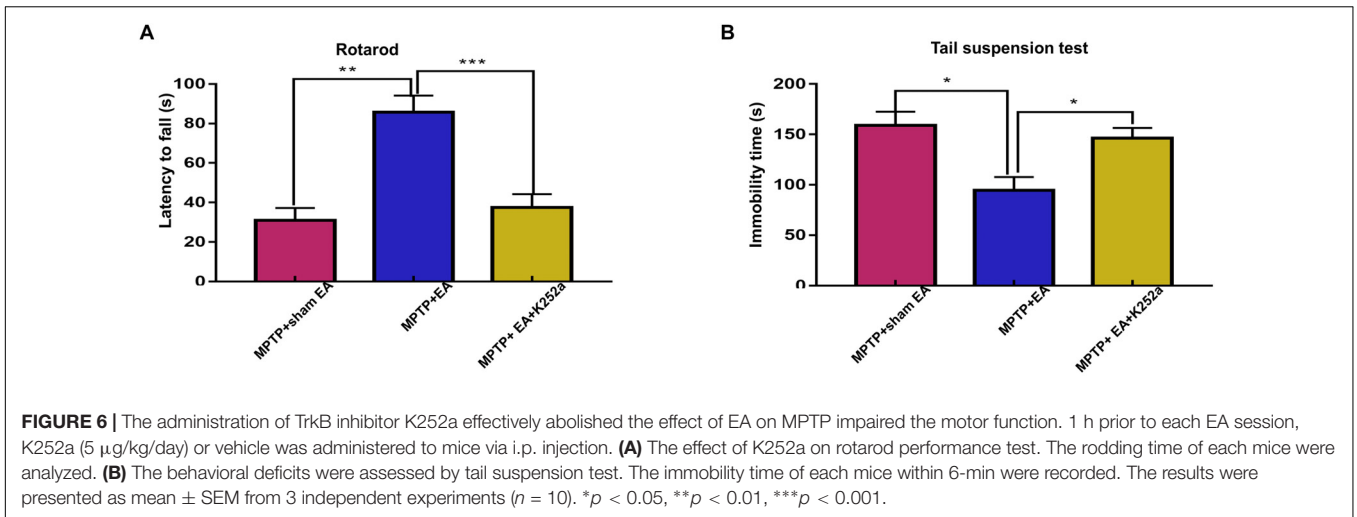 A
Rotarod
Latency to fall (s)
100
80
60
40
20
0
**
***
MPTP+sham EA
MPTP+EA
MPTP+ EA+K252a
B
Tail suspension test
Immobility time (s)
200
150
100
50
0
*
*
MPTP+sham EA
MPTP+EA
MPTP+ EA+K252a
FIGURE 6 | The administration of TrkB inhibitor K252a effectively abolished the effect of EA on MPTP impaired the motor function. 1 h prior to each EA session,
K252a (5 μg/kg/day) or vehicle was administered to mice via i.p. injection. (A) The effect of K252a on rotarod performance test. The rodding time of each mice were
analyzed. (B) The behavioral deficits were assessed by tail suspension test. The immobility time of each mice within 6-min were recorded. The results were
presented as mean ± SEM from 3 independent experiments (n = 10). *p < 0.05, **p < 0.01, ***p < 0.001.